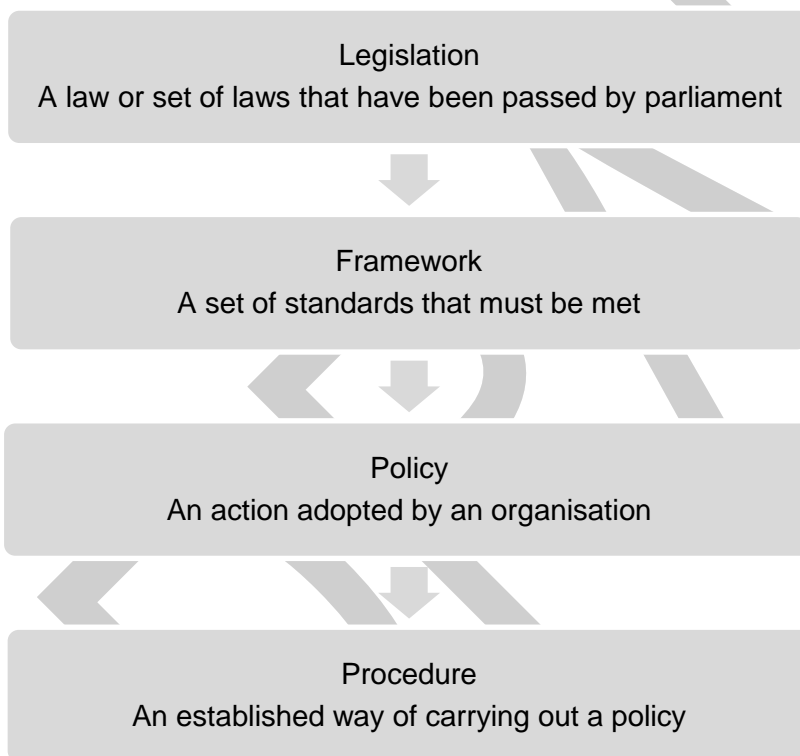 Legislation
A law or set of laws that have been passed by parliament
Framework
A set of standards that must be met
Policy
An action adopted by an organisation
Procedure
An established way of carrying out a policy